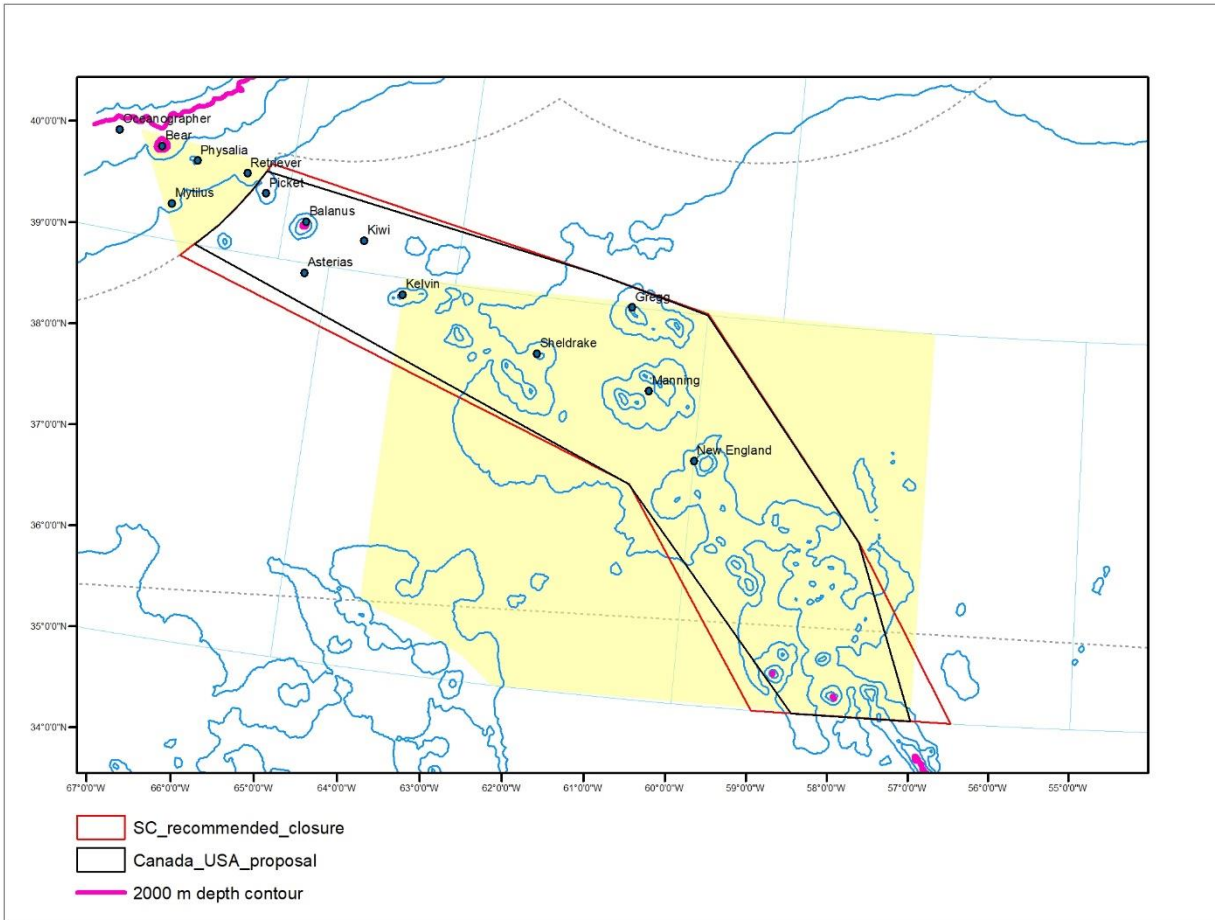 40°0'0"N
39°0'0"N
38°0'0"N
37°0'0"N
36°0'0"N
35°0'0"N
34°0'0"N
Oceanographer
Bear
Physalia
Retriever
Mytilus
Picket
Balanus
Kiwi
Asterias
Kelvin
Gregg
Sheldrake
Manning
New England
67°0'0"W 66°0'0"W 65°0'0"W 64°0'0"W 63°0'0"W 62°0'0"W 61°0'0"W 60°0'0"W 59°0'0"W 58°0'0"W 57°0'0"W 56°0'0"W 55°0'0"W
SC_recommended_closure
Canada_USA_proposal
2000 m depth contour